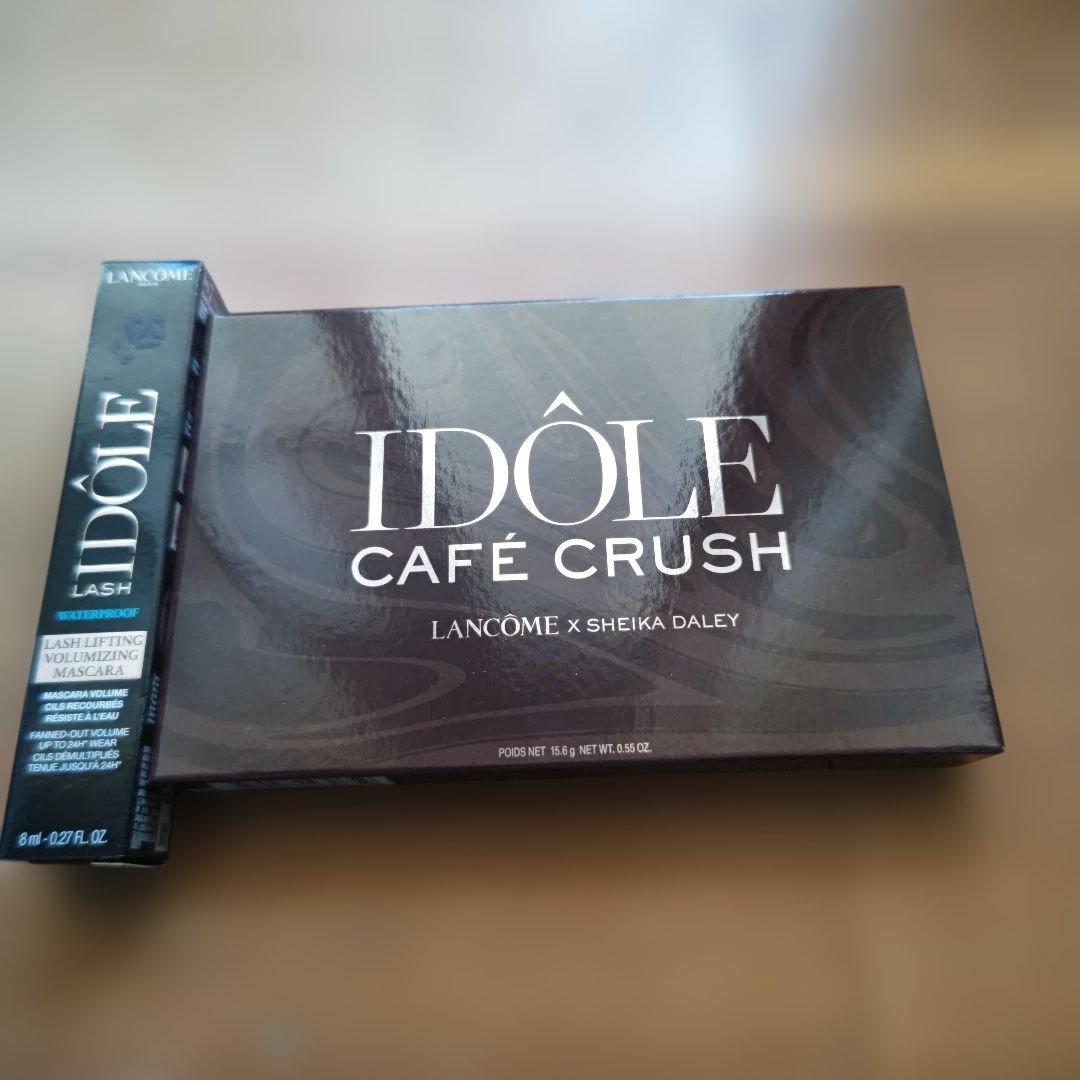 LANCÔME
PARIS
LASH IDÔLE
WATERPROOF
LASH LIFTING
VOLUMIZING
MASCARA
MASCARA VOLUME
CILS RECOURBÉS
RÉSISTE À L'EAU
FANNED-OUT VOLUME
UP TO 24H* WEAR
CILS DÉMULTIPLIÉS
TENUE JUSQU'À 24H*
8 ml - 0.27 FL. OZ.
IDÔLE
CAFÉ CRUSH
LANCÔME X SHEIKA DALEY
POIDS NET 15.6 g NET WT. 0.55 OZ.